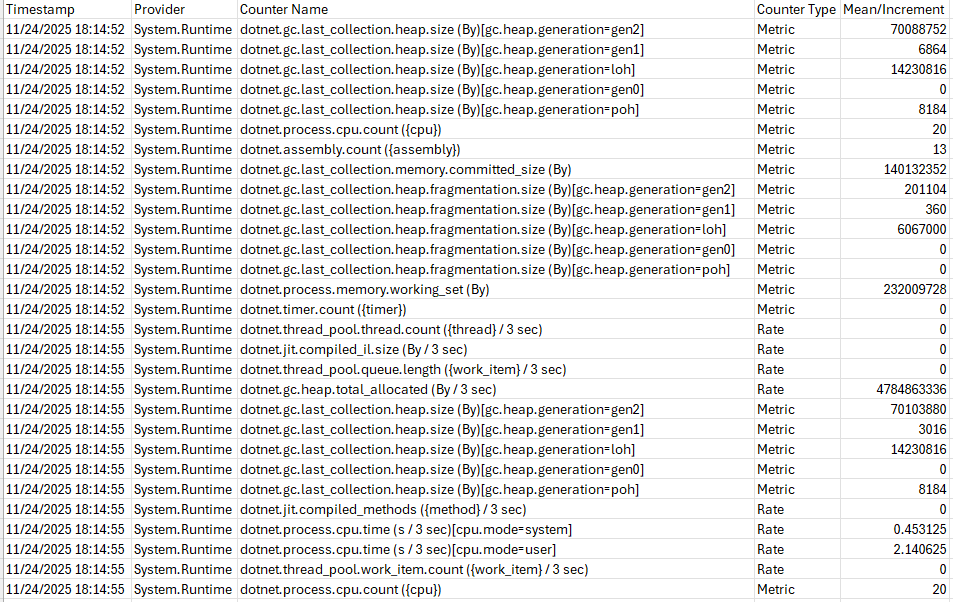 Timestamp Provider Counter Name Counter Type Mean/Increment
11/24/2025 18:14:52 System.Runtime dotnet.gc.last_collection.heap.size (By)[gc.heap.generation=gen2] Metric 70088752
11/24/2025 18:14:52 System.Runtime dotnet.gc.last_collection.heap.size (By)[gc.heap.generation=gen1] Metric 6864
11/24/2025 18:14:52 System.Runtime dotnet.gc.last_collection.heap.size (By)[gc.heap.generation=loh] Metric 14230816
11/24/2025 18:14:52 System.Runtime dotnet.gc.last_collection.heap.size (By)[gc.heap.generation=gen0] Metric 0
11/24/2025 18:14:52 System.Runtime dotnet.gc.last_collection.heap.size (By)[gc.heap.generation=poh] Metric 8184
11/24/2025 18:14:52 System.Runtime dotnet.process.cpu.count ({cpu}) Metric 20
11/24/2025 18:14:52 System.Runtime dotnet.assembly.count ({assembly}) Metric 13
11/24/2025 18:14:52 System.Runtime dotnet.gc.last_collection.memory.committed_size (By) Metric 140132352
11/24/2025 18:14:52 System.Runtime dotnet.gc.last_collection.heap.fragmentation.size (By)[gc.heap.generation=gen2] Metric 201104
11/24/2025 18:14:52 System.Runtime dotnet.gc.last_collection.heap.fragmentation.size (By)[gc.heap.generation=gen1] Metric 360
11/24/2025 18:14:52 System.Runtime dotnet.gc.last_collection.heap.fragmentation.size (By)[gc.heap.generation=loh] Metric 6067000
11/24/2025 18:14:52 System.Runtime dotnet.gc.last_collection.heap.fragmentation.size (By)[gc.heap.generation=gen0] Metric 0
11/24/2025 18:14:52 System.Runtime dotnet.gc.last_collection.heap.fragmentation.size (By)[gc.heap.generation=poh] Metric 0
11/24/2025 18:14:52 System.Runtime dotnet.process.memory.working_set (By) Metric 232009728
11/24/2025 18:14:52 System.Runtime dotnet.timer.count ({timer}) Metric 0
11/24/2025 18:14:55 System.Runtime dotnet.thread_pool.thread.count ({thread} / 3 sec) Rate 0
11/24/2025 18:14:55 System.Runtime dotnet.jit.compiled_il.size (By / 3 sec) Rate 0
11/24/2025 18:14:55 System.Runtime dotnet.thread_pool.queue.length ({work_item} / 3 sec) Rate 0
11/24/2025 18:14:55 System.Runtime dotnet.gc.heap.total_allocated (By / 3 sec) Rate 4784863336
11/24/2025 18:14:55 System.Runtime dotnet.gc.last_collection.heap.size (By)[gc.heap.generation=gen2] Metric 70103880
11/24/2025 18:14:55 System.Runtime dotnet.gc.last_collection.heap.size (By)[gc.heap.generation=gen1] Metric 3016
11/24/2025 18:14:55 System.Runtime dotnet.gc.last_collection.heap.size (By)[gc.heap.generation=loh] Metric 14230816
11/24/2025 18:14:55 System.Runtime dotnet.gc.last_collection.heap.size (By)[gc.heap.generation=gen0] Metric 0
11/24/2025 18:14:55 System.Runtime dotnet.gc.last_collection.heap.size (By)[gc.heap.generation=poh] Metric 8184
11/24/2025 18:14:55 System.Runtime dotnet.jit.compiled_methods ({method} / 3 sec) Rate 0
11/24/2025 18:14:55 System.Runtime dotnet.process.cpu.time (s / 3 sec)[cpu.mode=system] Rate 0.453125
11/24/2025 18:14:55 System.Runtime dotnet.process.cpu.time (s / 3 sec)[cpu.mode=user] Rate 2.140625
11/24/2025 18:14:55 System.Runtime dotnet.thread_pool.work_item.count ({work_item} / 3 sec) Rate 0
11/24/2025 18:14:55 System.Runtime dotnet.process.cpu.count ({cpu}) Metric 20